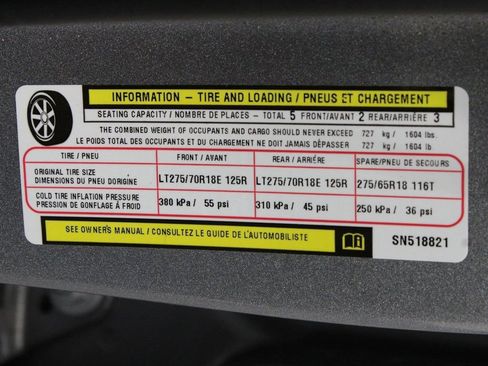 INFORMATION – TIRE AND LOADING / PNEUS ET CHARGEMENT
SEATING CAPACITY / NOMBRE DE PLACES – TOTAL 5 FRONT/AVANT 2 REAR/ARRIÉRE 3
THE COMBINED WEIGHT OF OCCUPANTS AND CARGO SHOULD NEVER EXCEED 727 kg / 1604 lbs.
LE POIDS TOTAL DES OCCUPANTS ET DU CHARGEMENT NE DOIT JAMAIS DÉPASSER 727 kg / 1604 lb.
TIRE / PNEU FRONT / AVANT REAR / ARRIÉRE SPARE/PNEU DE SECOURS
ORIGINAL TIRE SIZE
DIMENSIONS DU PNEU DORIGINE LT275/70R18E 125R LT275/70R18E 125R 275/65R18 116T
COLD TIRE INFLATION PRESSURE
PRESSION DE GONFLAGE À FROID 380 kPa / 55 psi 310 kPa / 45 psi 250 kPa / 36 psi
SEE OWNER'S MANUAL / CONSULTEZ LE GUIDE DE L'AUTOMOBILISTE SN518821